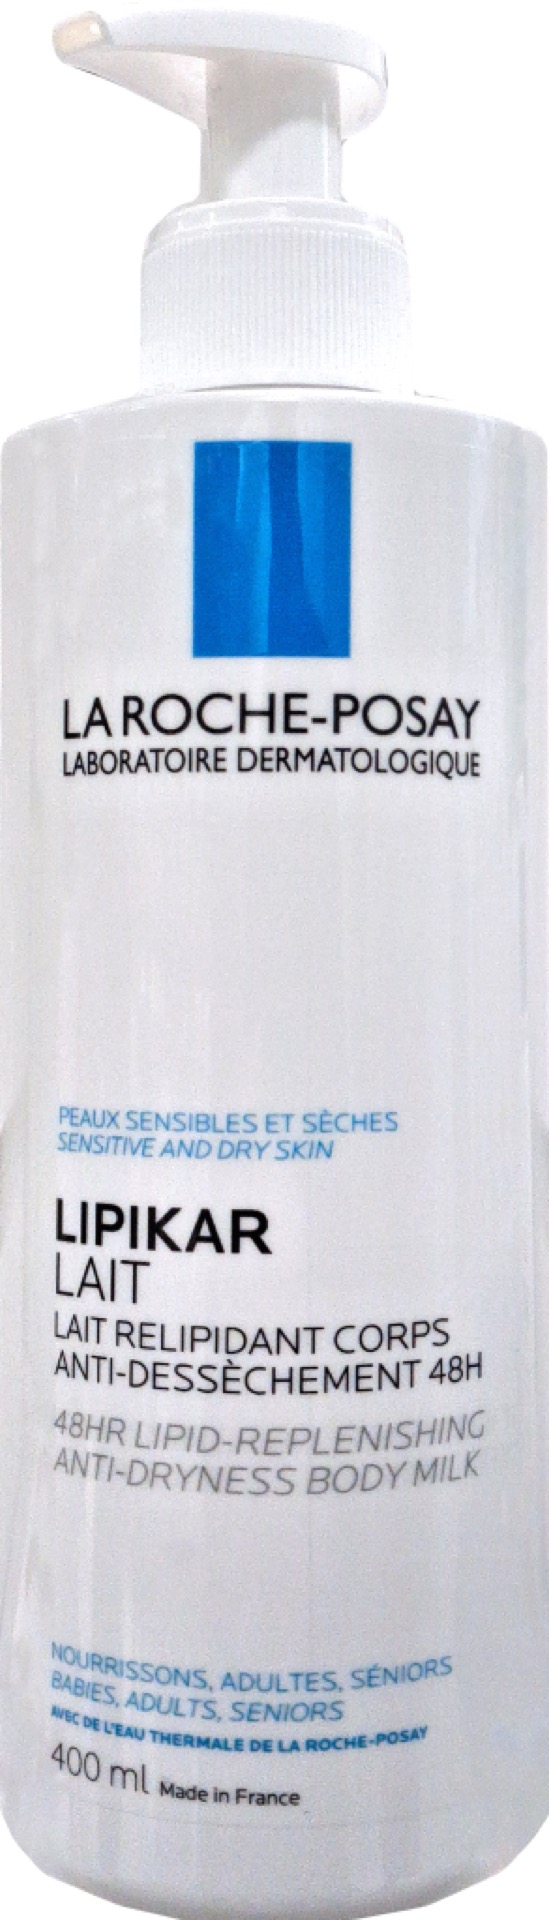 LA ROCHE-POSAY
LABORATOIRE DERMATOLOGIQUE
PEAUX SENSIBLES ET SÈCHES
SENSITIVE AND DRY SKIN
LIPIKAR
LAIT
LAIT RELIPIDANT CORPS
ANTI-DESSÈCHEMENT 48H
48HR LIPID-REPLENISHING
ANTI-DRYNESS BODY MILK
NOURRISSONS, ADULTES, SÉNIORS
BABIES, ADULTS, SENIORS
AVEC DE L'EAU THERMALE DE LA ROCHE-POSAY
400 ml Made in France